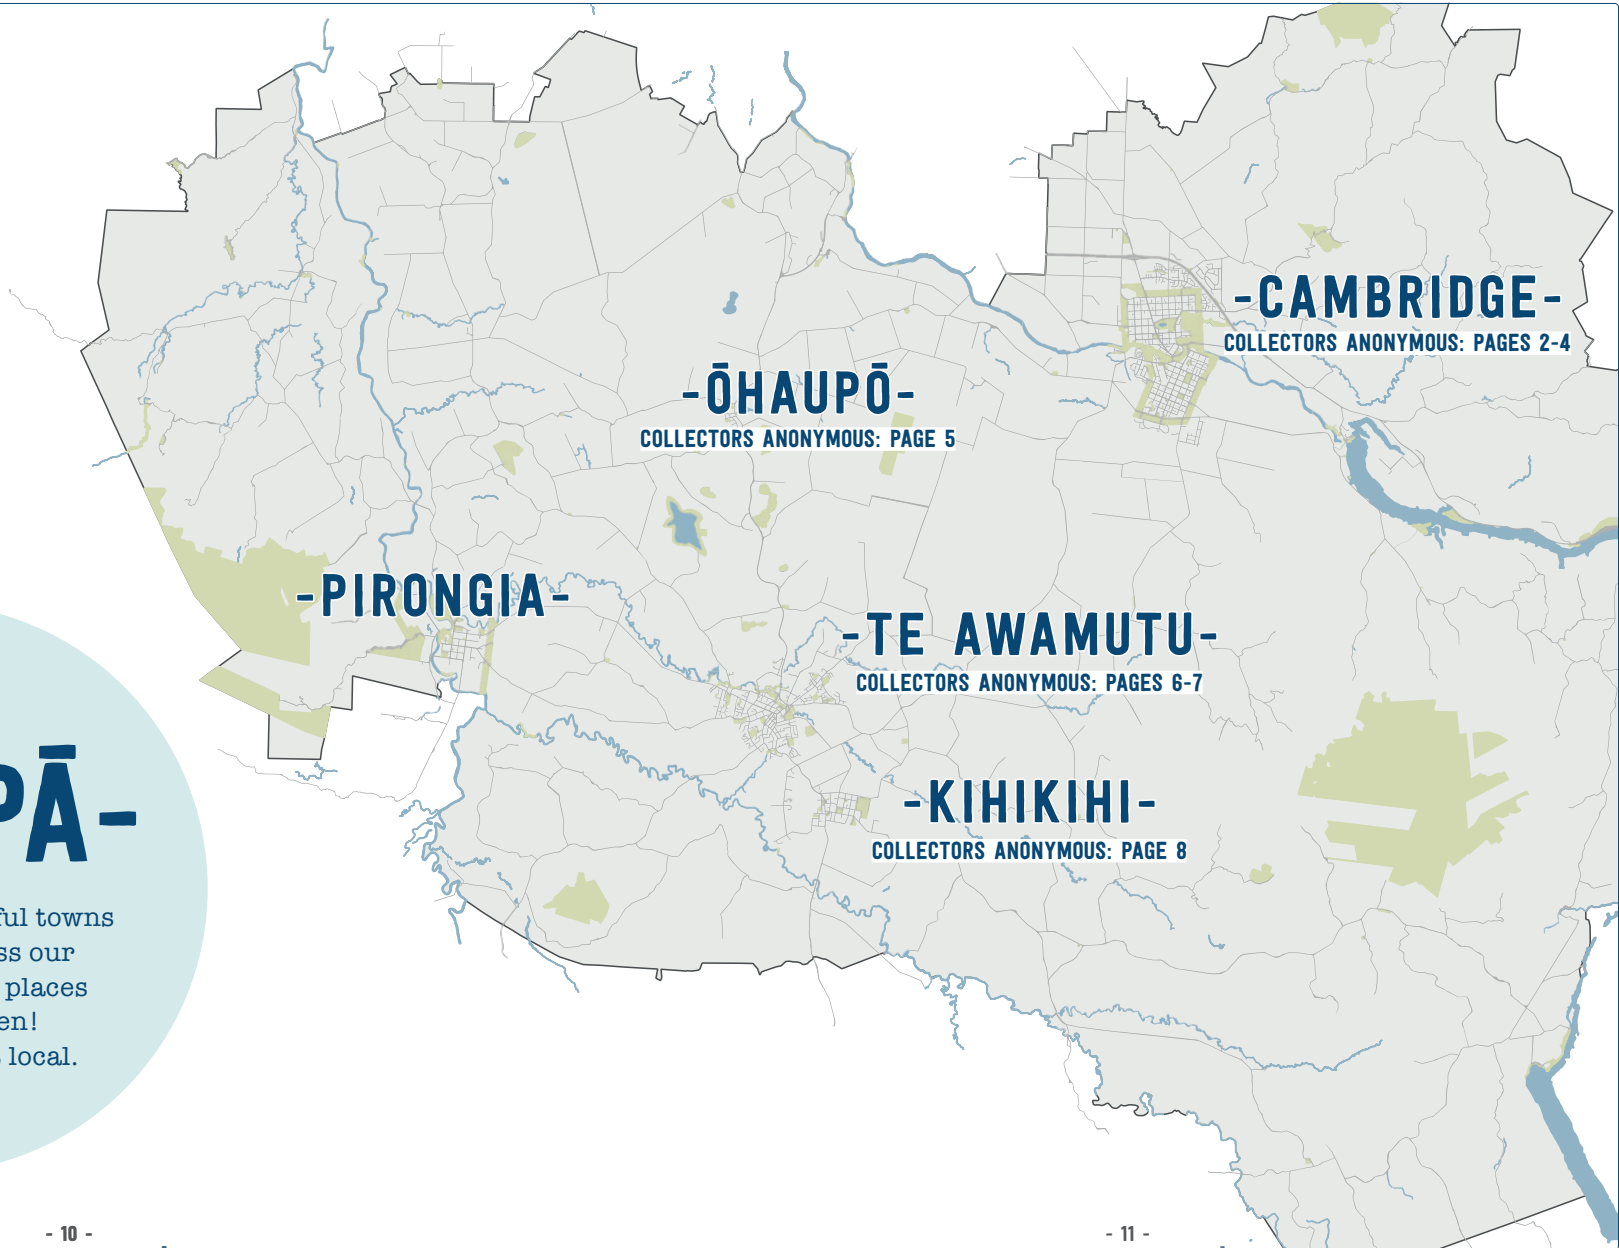 -CAMBRIDGE-
COLLECTORS ANONYMOUS: PAGES 2-4
-ŌHAUPŌ-
COLLECTORS ANONYMOUS: PAGE 5
-PIRONGIA-
-TE AWAMUTU-
COLLECTORS ANONYMOUS: PAGES 6-7
-KIHIKIHI-
COLLECTORS ANONYMOUS: PAGE 8
PĀ-
ful towns
ss our
places
en!
local.
- 10 -
- 11 -